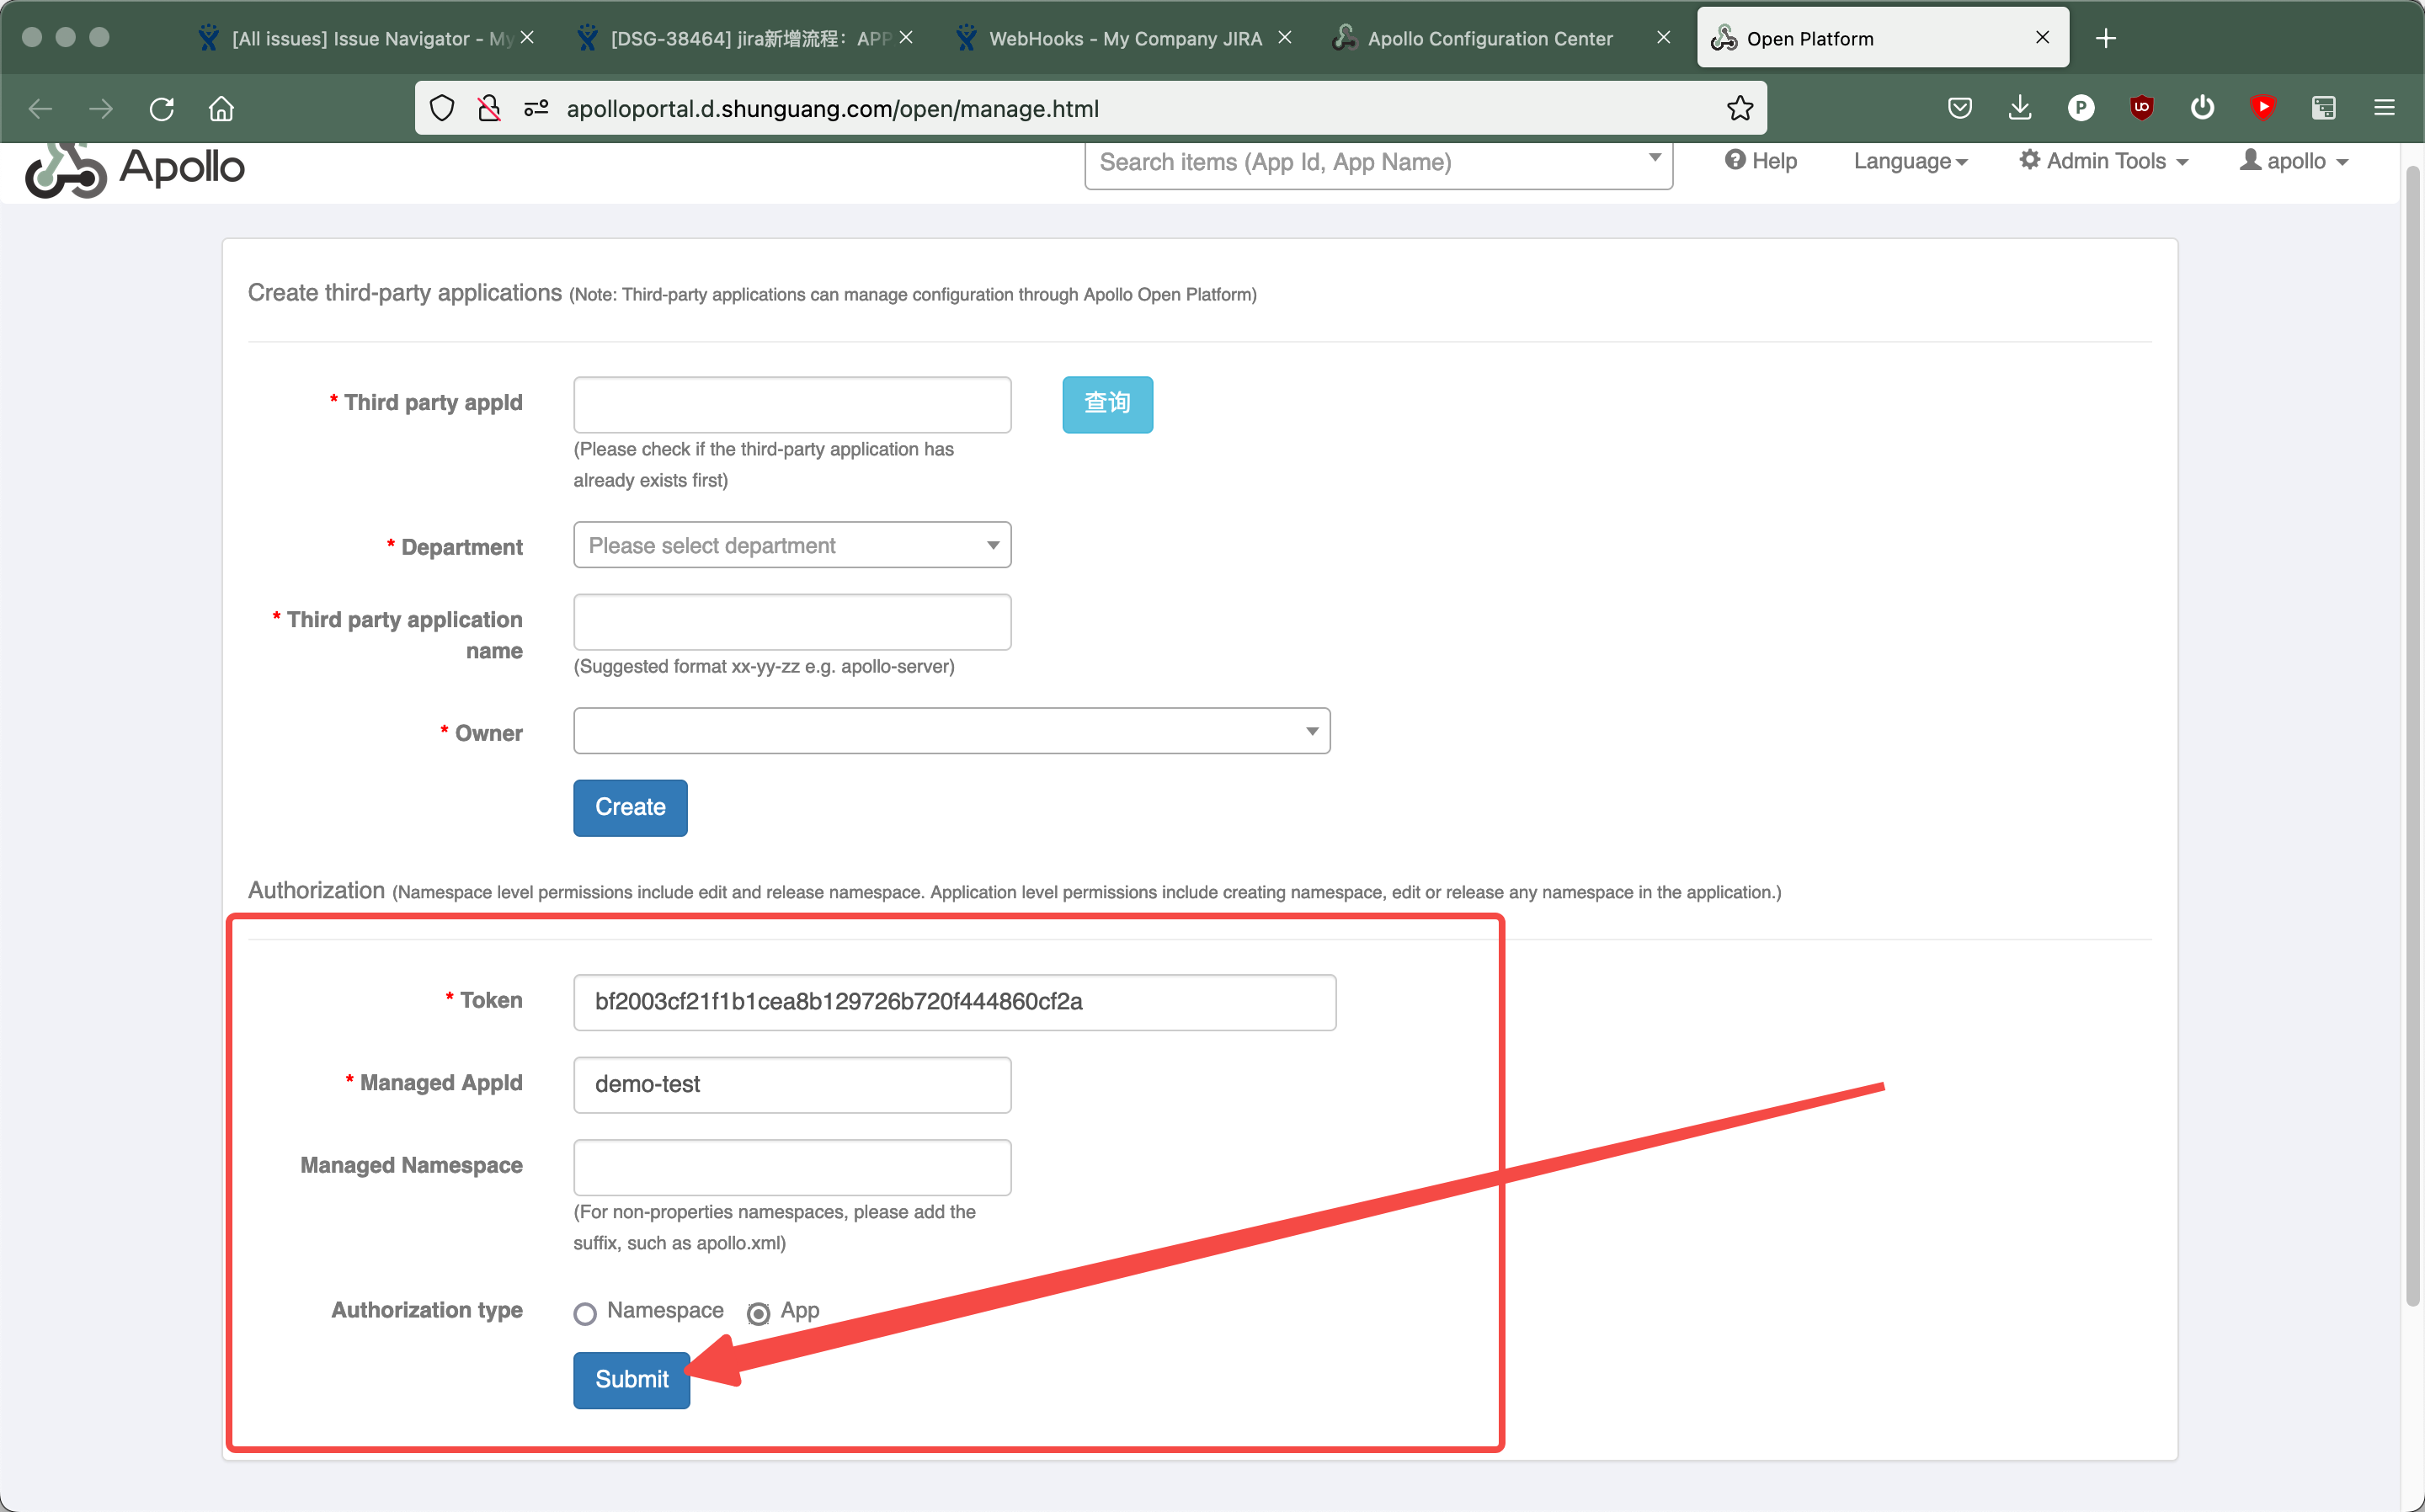 [All issues] Issue Navigator - My
[DSG-38464] jira新增流程：APP
WebHooks - My Company JIRA
Apollo Configuration Center
Open Platform
apolloportal.d.shunguang.com/open/manage.html
Apollo
Search items (App Id, App Name)
Help
Language
Admin Tools
apollo
Create third-party applications (Note: Third-party applications can manage configuration through Apollo Open Platform)
* Third party appId
查询
(Please check if the third-party application has
already exists first)
* Department
Please select department
* Third party application
name
(Suggested format xx-yy-zz e.g. apollo-server)
* Owner
Create
Authorization (Namespace level permissions include edit and release namespace. Application level permissions include creating namespace, edit or release any namespace in the application.)
* Token
bf2003cf21f1b1cea8b129726b720f444860cf2a
* Managed AppId
demo-test
Managed Namespace
(For non-properties namespaces, please add the
suffix, such as apollo.xml)
Authorization type
Namespace
App
Submit